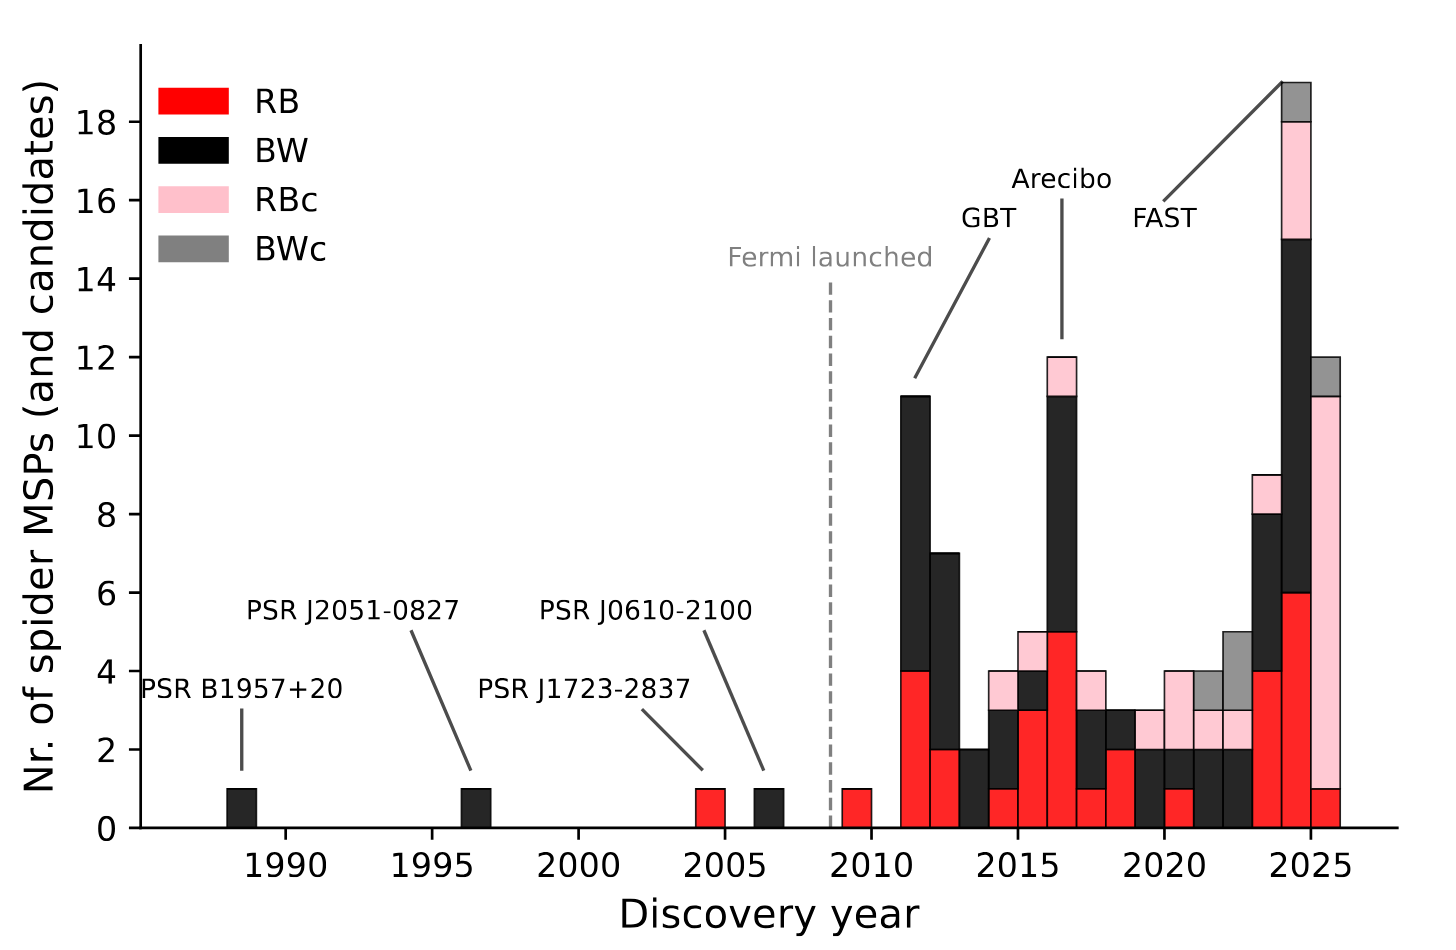 Nr. of spider MSPs (and candidates)
18
16
14
12
10
8
6
4
2
0
RB
BW
RBc
BWc
Arecibo
GBT
FAST
Fermi launched
PSR J2051-0827
PSR J0610-2100
PSR B1957+20
PSR J1723-2837
1990
1995
2000
2005
2010
2015
2020
2025
Discovery year